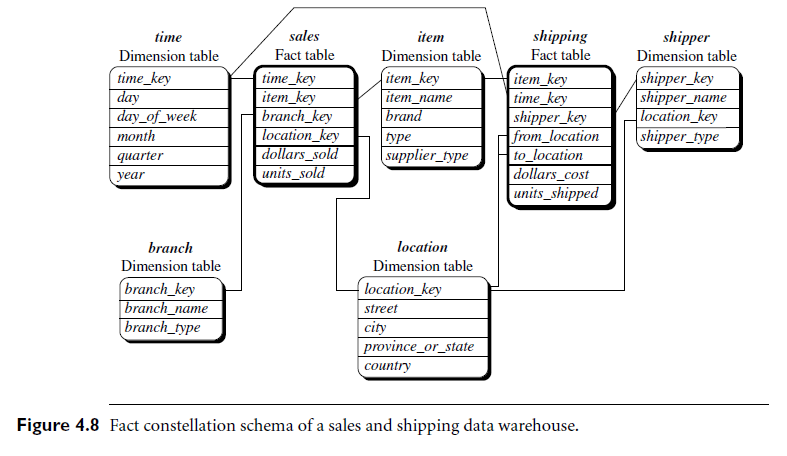 time
Dimension table
time_key
day
day_of_week
month
quarter
year
sales
Fact table
time_key
item_key
branch_key
location_key
dollars_sold
units_sold
item
Dimension table
item_key
item_name
brand
type
supplier_type
shipping
Fact table
item_key
time_key
shipper_key
from_location
to_location
dollars_cost
units_shipped
shipper
Dimension table
shipper_key
shipper_name
location_key
shipper_type
branch
Dimension table
branch_key
branch_name
branch_type
location
Dimension table
location_key
street
city
province_or_state
country
Figure 4.8 Fact constellation schema of a sales and shipping data warehouse.